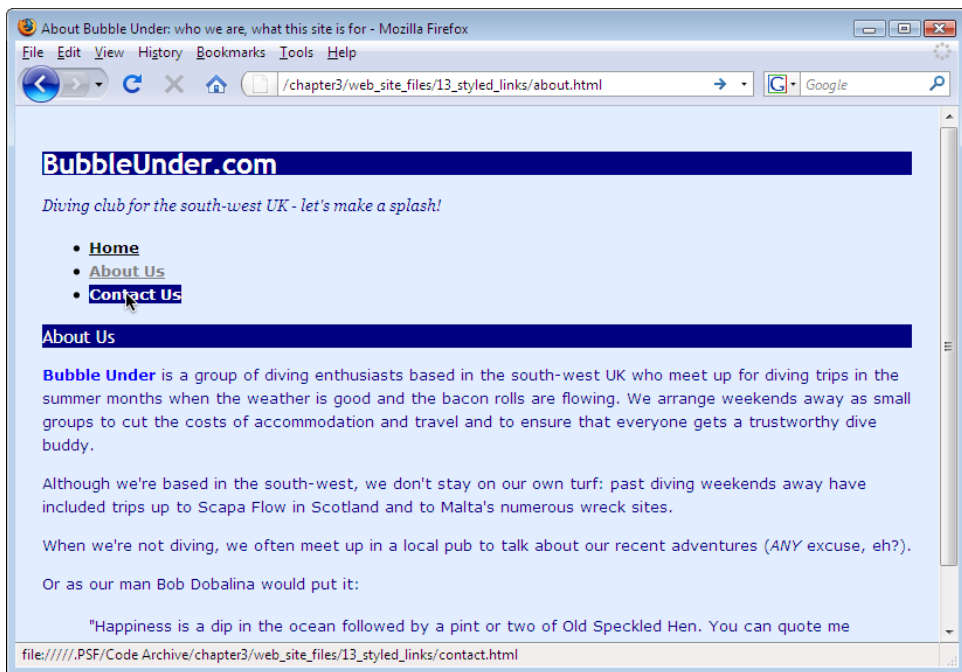 About Bubble Under: who we are, what this site is for - Mozilla Firefox
File Edit View History Bookmarks Tools Help
/chapter3/web_site_files/13_styled_links/about.html
G Google
BubbleUnder.com
Diving club for the south-west UK - let's make a splash!
• Home
• About Us
• Contact Us
About Us
Bubble Under is a group of diving enthusiasts based in the south-west UK who meet up for diving trips in the
summer months when the weather is good and the bacon rolls are flowing. We arrange weekends away as small
groups to cut the costs of accommodation and travel and to ensure that everyone gets a trustworthy dive
buddy.
Although we're based in the south-west, we don't stay on our own turf: past diving weekends away have
included trips up to Scapa Flow in Scotland and to Malta's numerous wreck sites.
When we're not diving, we often meet up in a local pub to talk about our recent adventures (ANY excuse, eh?).
Or as our man Bob Dobalina would put it:
"Happiness is a dip in the ocean followed by a pint or two of Old Speckled Hen. You can quote me
file://///.PSF/Code Archive/chapter3/web_site_files/13_styled_links/contact.html